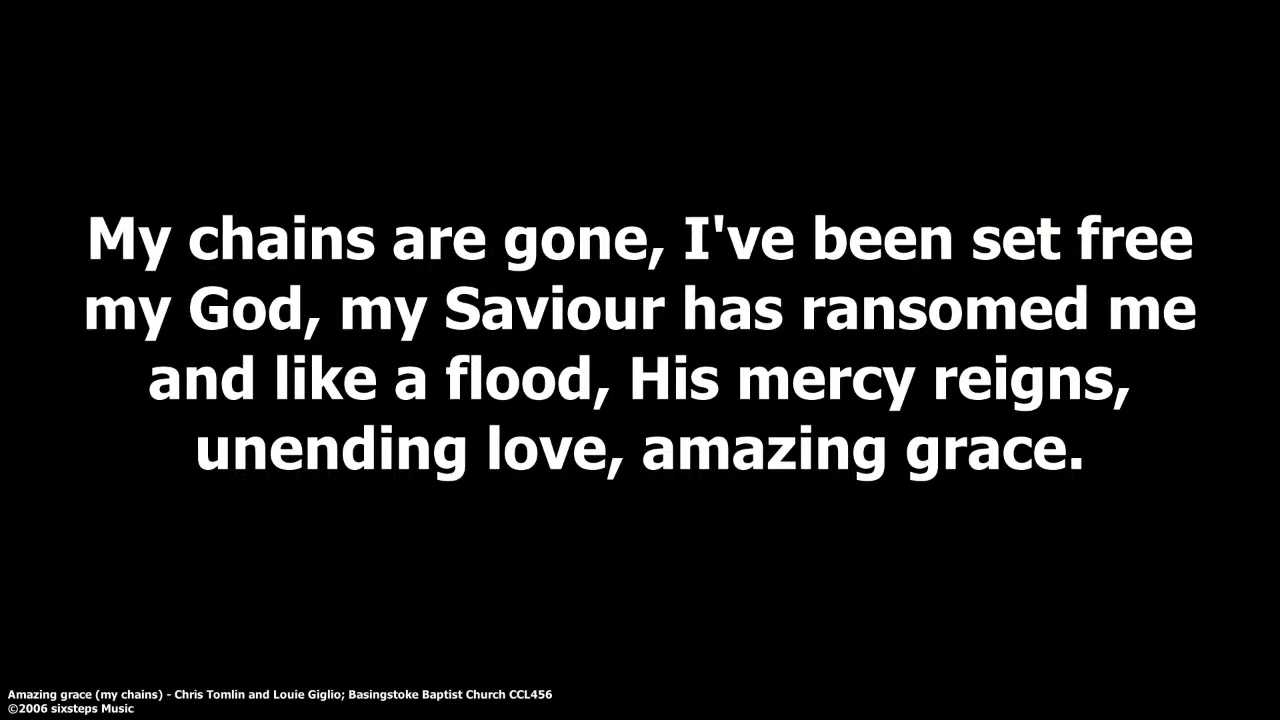 My chains are gone, I've been set free
my God, my Saviour has ransomed me
and like a flood, His mercy reigns,
unending love, amazing grace.
Amazing grace (my chains) - Chris Tomlin and Louie Giglio; Basingstoke Baptist Church CCL456
©2006 sixsteps Music